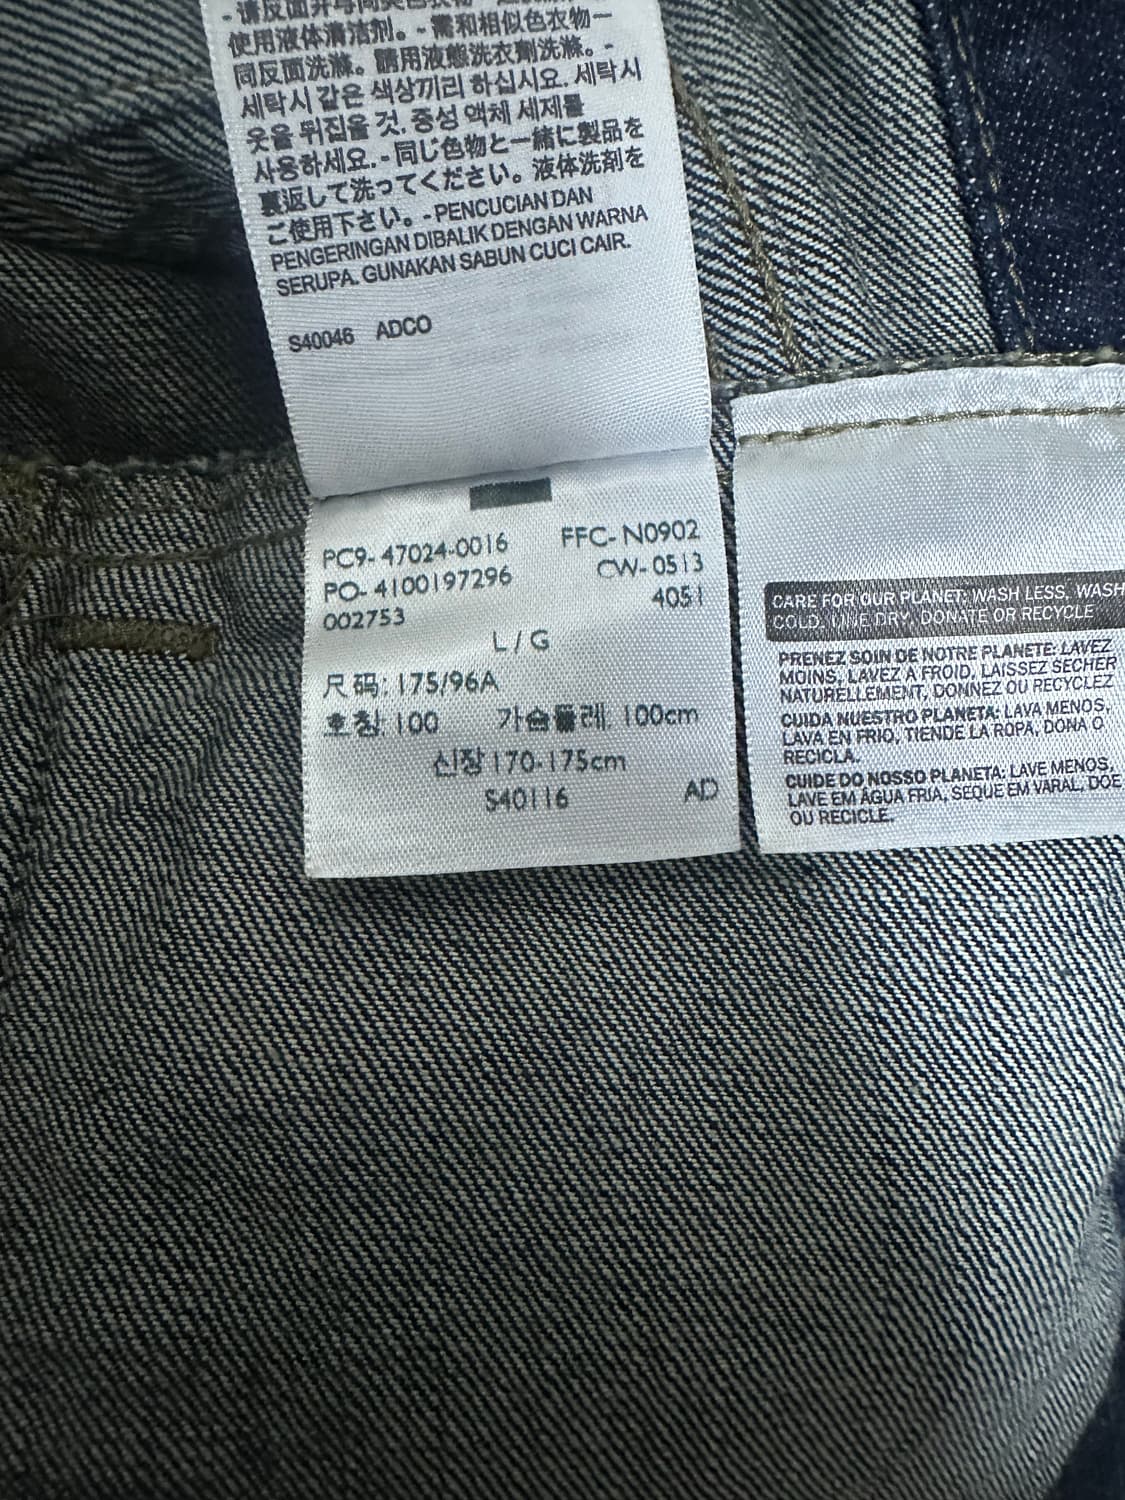 使用液体清洁剂。- 需和相似色衣物一
同反面洗滌。請用液態洗衣劑洗滌。-
세탁시 같은 색상끼리 하십시요. 세탁시
옷을 뒤집을 것. 중성 액체 세제를
사용하세요. - 同じ色物と一緒に製品を
裏返して洗ってください。液体洗剤を
ご使用下さい。- PENCUCIAN DAN
PENGERINGAN DIBALIK DENGAN WARNA
SERUPA. GUNAKAN SABUN CUCI CAIR.
S40046 ADCO
PC9- 47024-0016 FFC- N0902
PO- 4100197296 CW- 0513
002753 4051
L / G
尺码: 175/96A
호칭: 100 가슴둘레: 100cm
신장 170-175cm
S40116 AD
CARE FOR OUR PLANET: WASH LESS, WASH
COLD, LINE DRY, DONATE OR RECYCLE
PRENEZ SOIN DE NOTRE PLANETE: LAVEZ
MOINS, LAVEZ A FROID, LAISSEZ SECHER
NATURELLEMENT, DONNEZ OU RECYCLEZ
CUIDA NUESTRO PLANETA: LAVA MENOS,
LAVA EN FRIO, TIENDE LA ROPA, DONA O
RECICLA.
CUIDE DO NOSSO PLANETA: LAVE MENOS,
LAVE EM ÁGUA FRIA, SEQUE EM VARAL, DOE
OU RECICLE.